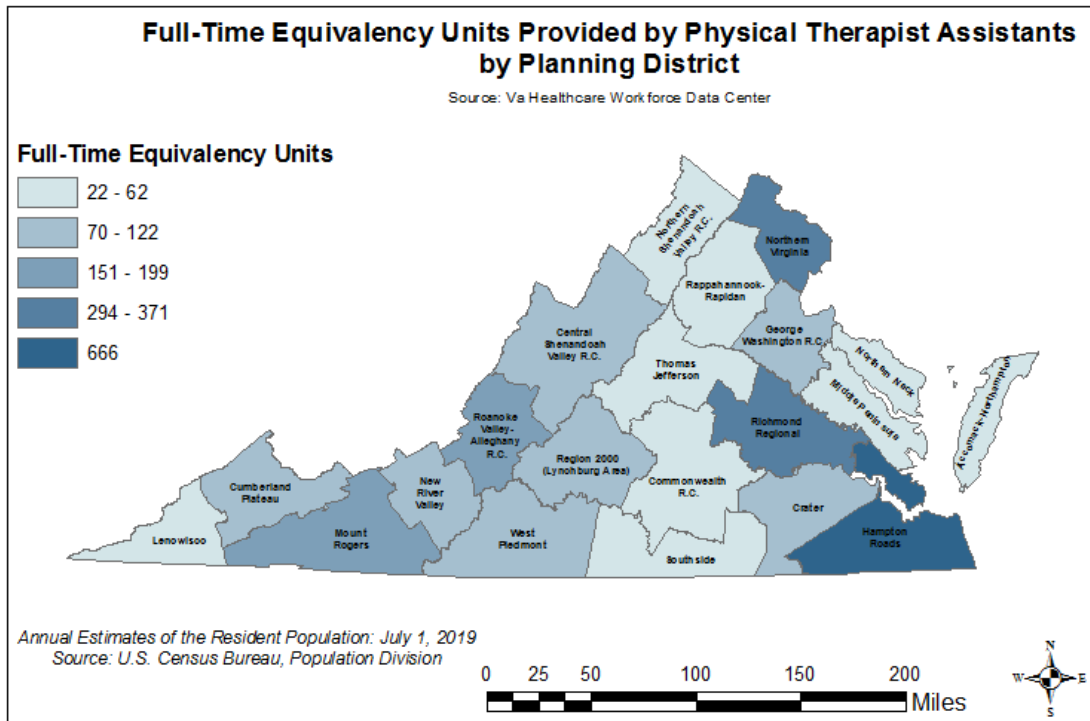 Full-Time Equivalency Units Provided by Physical Therapist Assistants
by Planning District
Source: Va Healthcare Workforce Data Center
Full-Time Equivalency Units
22 - 62
70 - 122
151 - 199
294 - 371
666
Northern
Shenandoah
Valley R.C.
Northern
Virginia
Rappahannock-
Rapidan
Central
Shenandoah
Valley R.C.
George
Washington R.C.
Thomas
Jefferson
Northern Neck
Middle Peninsula
Accomack-Northampton
Roanoke
Valley-
Alleghany
R.C.
Richmond
Regional
Region 2000
(Lynchburg Area)
Commonwealth
R.C.
Cumberland
Plateau
New
River
Valley
Crater
Lenowisco
Mount
Rogers
West
Piedmont
Southside
Hampton
Roads
Annual Estimates of the Resident Population: July 1, 2019
Source: U.S. Census Bureau, Population Division
0 25 50 100 150 200
Miles
N
W E
S